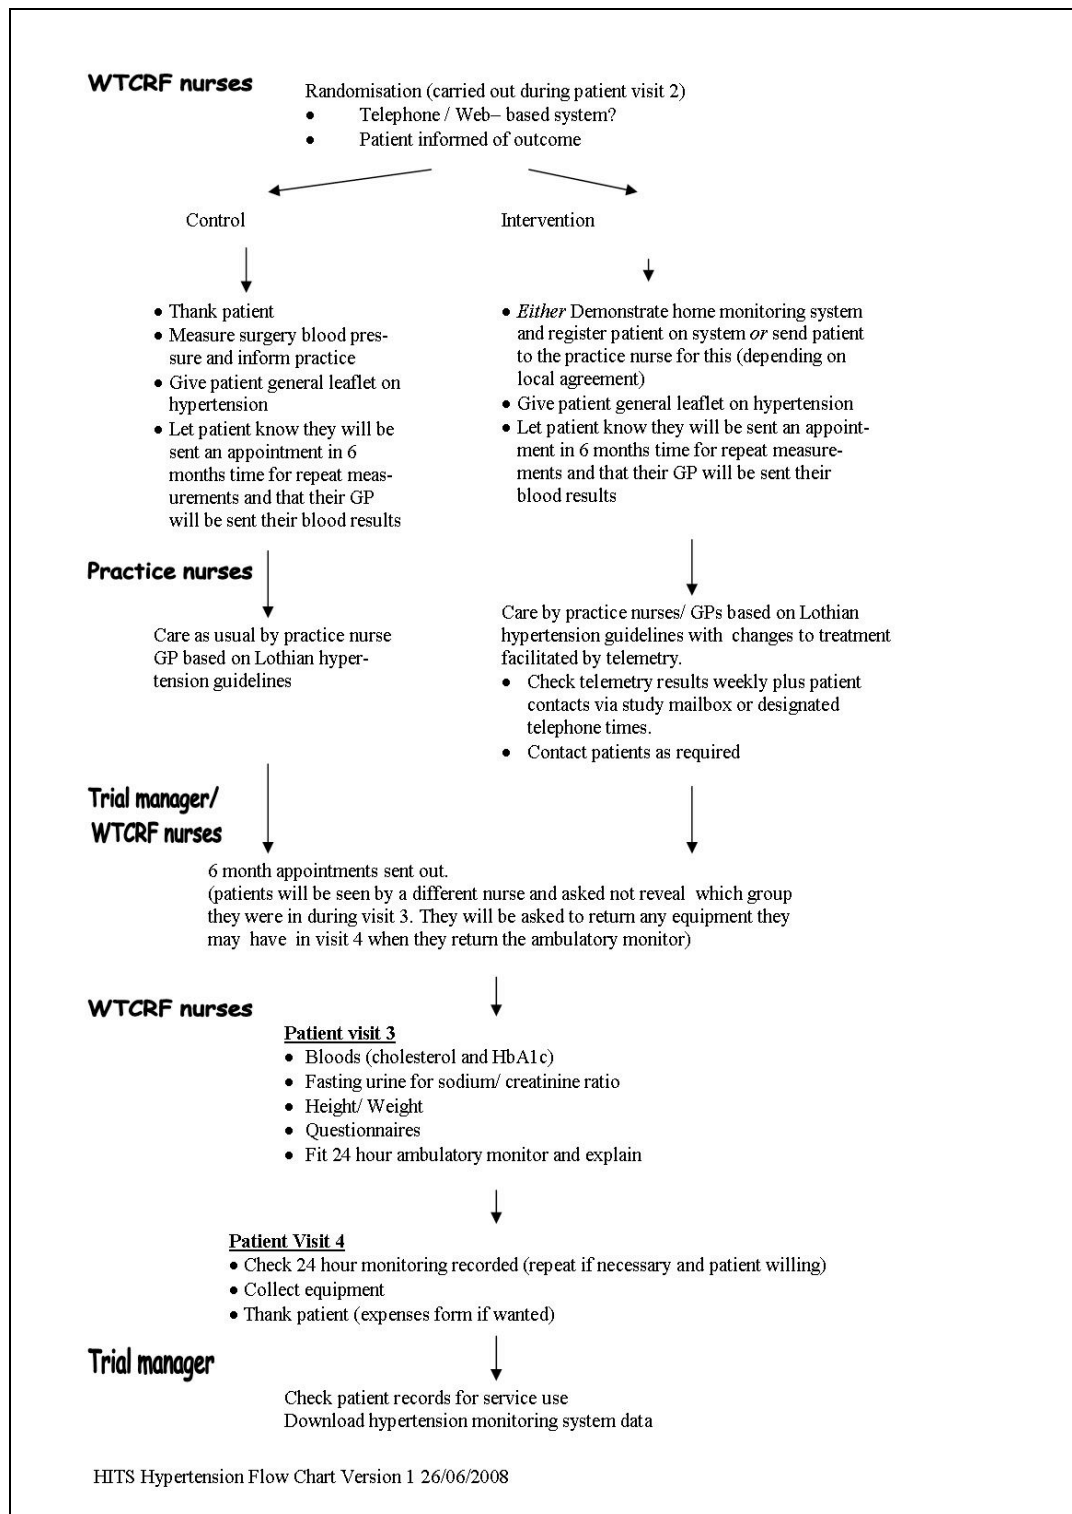 WTCRF nurses
Randomisation (carried out during patient visit 2)
• Telephone / Web– based system?
• Patient informed of outcome
Control
Intervention
• Thank patient
• Measure surgery blood pres-
sure and inform practice
• Give patient general leaflet on
hypertension
• Let patient know they will be
sent an appointment in 6
months time for repeat meas-
urements and that their GP
will be sent their blood results
• Either Demonstrate home monitoring system
and register patient on system or send patient
to the practice nurse for this (depending on
local agreement)
• Give patient general leaflet on hypertension
• Let patient know they will be sent an appoint-
ment in 6 months time for repeat measure-
ments and that their GP will be sent their
blood results
Practice nurses
Care as usual by practice nurse
GP based on Lothian hyper-
tension guidelines
Care by practice nurses/ GPs based on Lothian
hypertension guidelines with changes to treatment
facilitated by telemetry.
• Check telemetry results weekly plus patient
contacts via study mailbox or designated
telephone times.
• Contact patients as required
Trial manager/
WTCRF nurses
6 month appointments sent out.
(patients will be seen by a different nurse and asked not reveal which group
they were in during visit 3. They will be asked to return any equipment they
may have in visit 4 when they return the ambulatory monitor)
WTCRF nurses
Patient visit 3
• Bloods (cholesterol and HbA1c)
• Fasting urine for sodium/ creatinine ratio
• Height/ Weight
• Questionnaires
• Fit 24 hour ambulatory monitor and explain
Patient Visit 4
• Check 24 hour monitoring recorded (repeat if necessary and patient willing)
• Collect equipment
• Thank patient (expenses form if wanted)
Trial manager
Check patient records for service use
Download hypertension monitoring system data
HITS Hypertension Flow Chart Version 1 26/06/2008